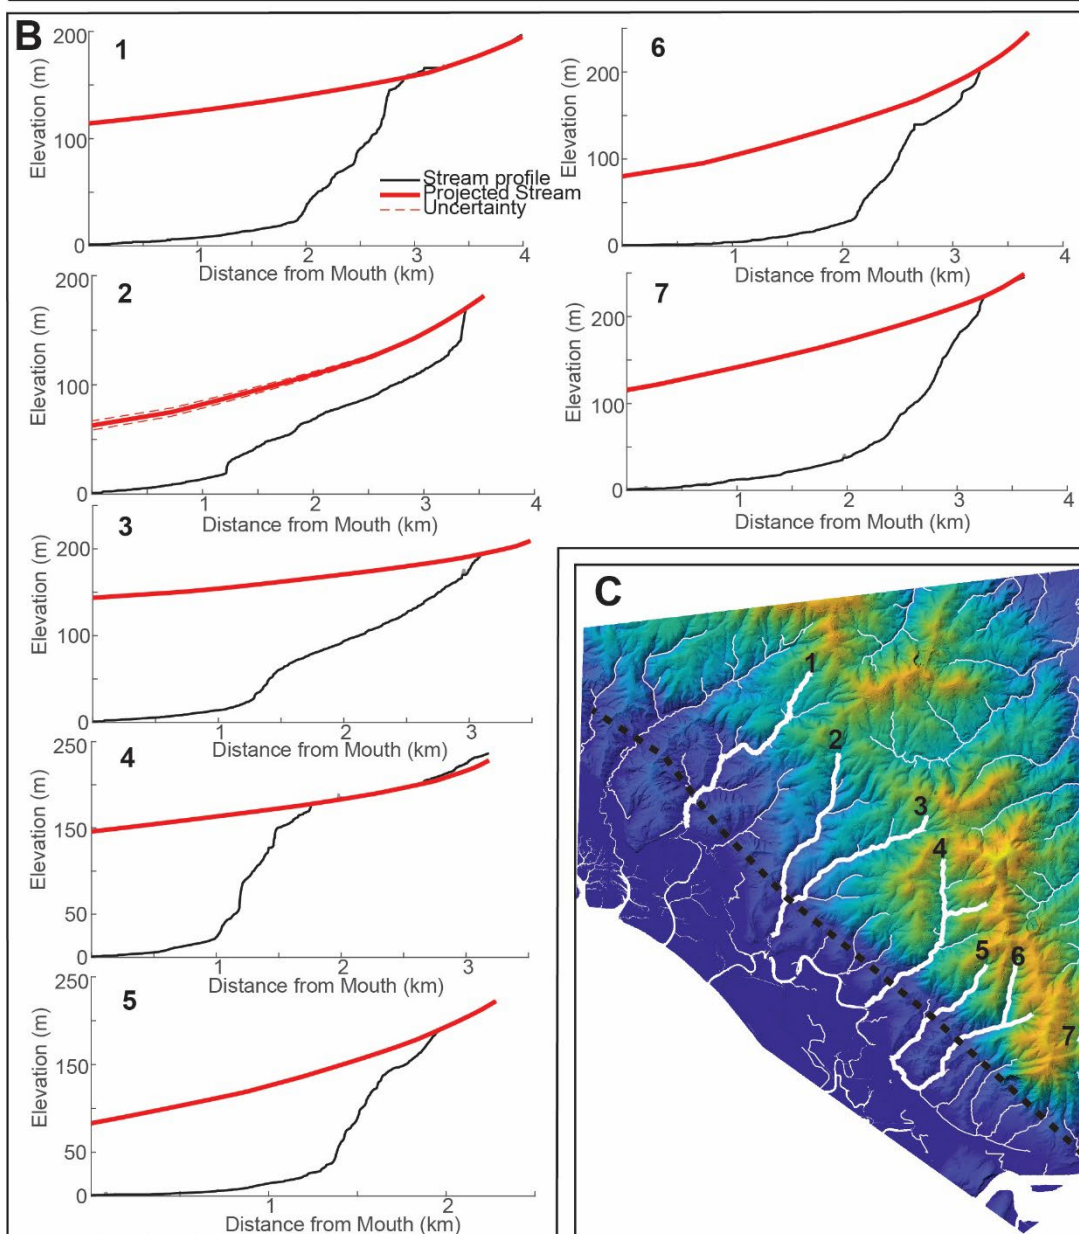 B
1
200
100
0
Elevation (m)
1 2 3 4
Distance from Mouth (km)
Stream profile
Projected Stream
Uncertainty
2
200
100
0
Elevation (m)
1 2 3 4
Distance from Mouth (km)
3
200
100
0
Elevation (m)
1 2 3
Distance from Mouth (km)
4
250
150
50
0
Elevation (m)
1 2 3
Distance from Mouth (km)
5
250
150
50
0
Elevation (m)
1 2
Distance from Mouth (km)
6
200
100
0
Elevation (m)
1 2 3 4
Distance from Mouth (km)
7
200
100
0
Elevation (m)
1 2 3 4
Distance from Mouth (km)
C
1
2
3
4
5 6
7